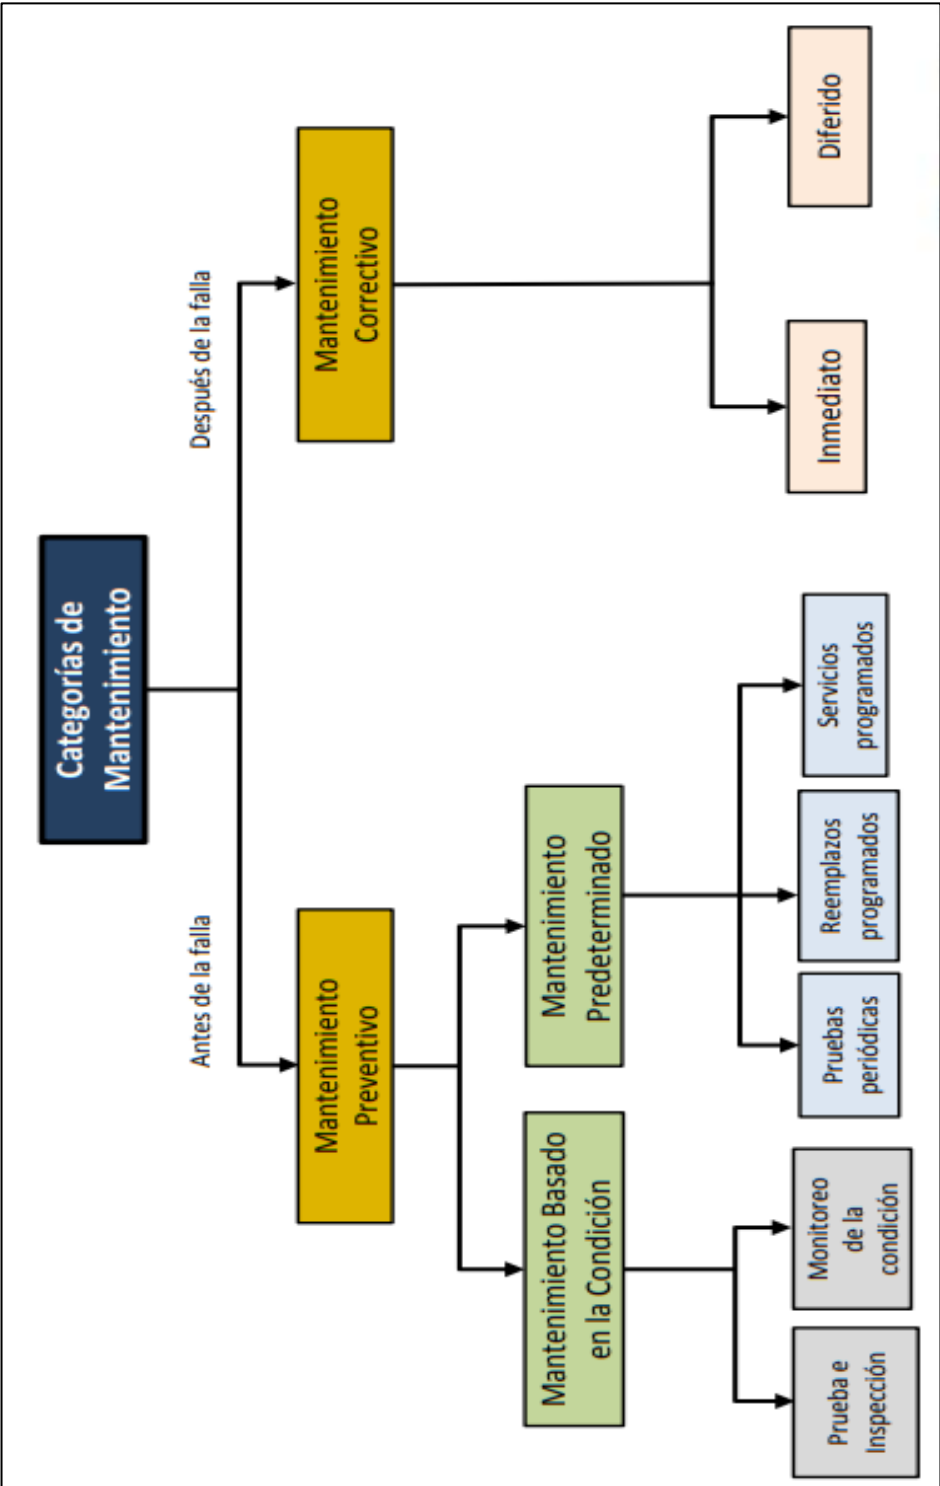 Categorías de
Mantenimiento
Antes de la falla
Después de la falla
Mantenimiento
Preventivo
Mantenimiento
Correctivo
Mantenimiento Basado
en la Condición
Mantenimiento
Predeterminado
Prueba e
Inspección
Monitoreo
de la
condición
Pruebas
periódicas
Reemplazos
programados
Servicios
programados
Inmediato
Diferido